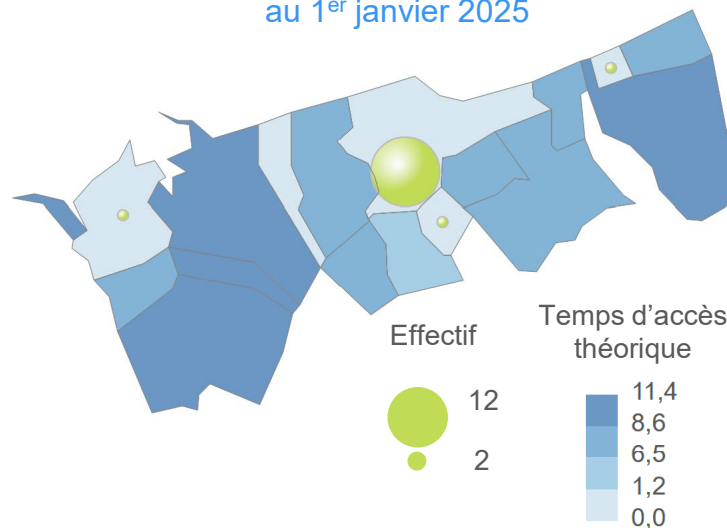 au 1er janvier 2025
Effectif
12
2
Temps d'accès
théorique
11,4
8,6
6,5
1,2
0,0